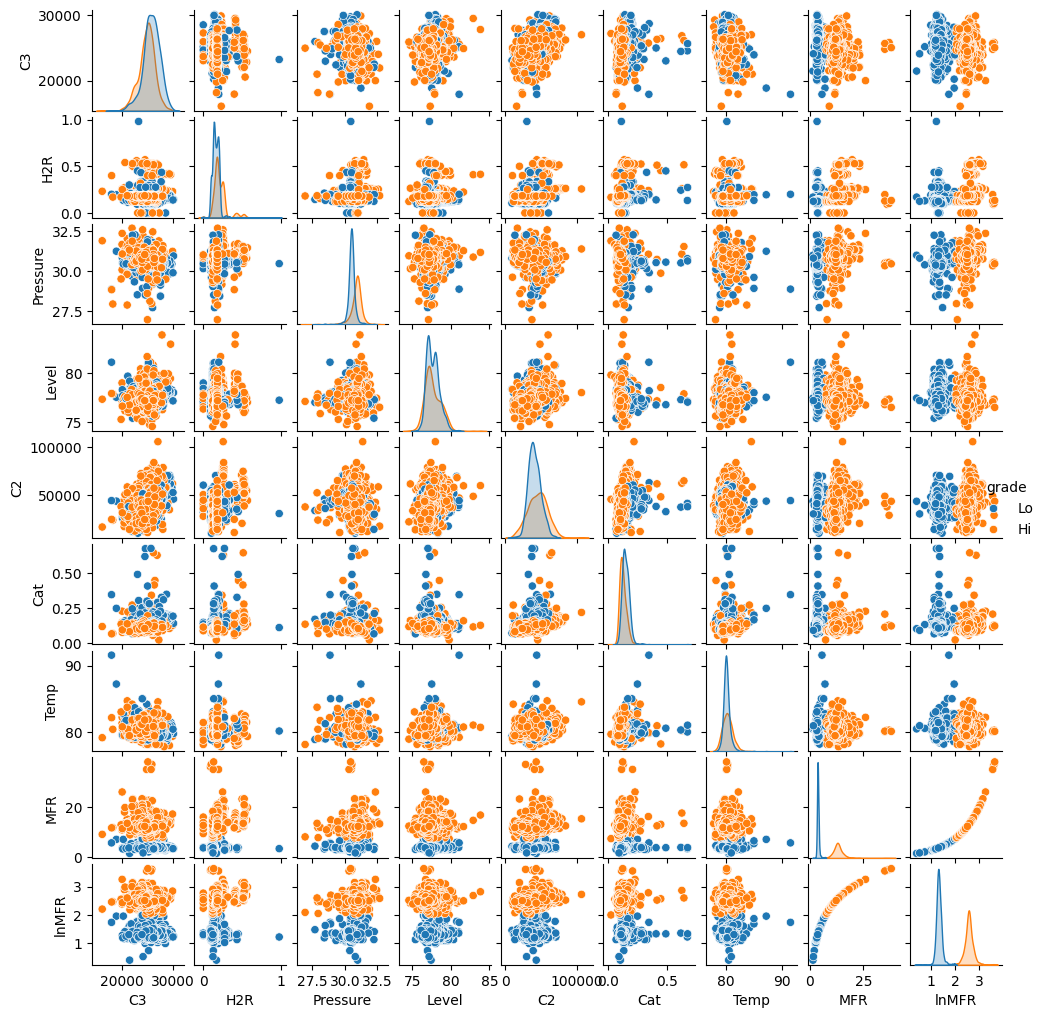 30000
20000
C3
1.0
0.5
0.0
H2R
32.5
30.0
27.5
Pressure
80
75
Level
100000
50000
C2
grade
Lo
Hi
0.50
0.25
0.00
Cat
90
80
Temp
20
0
MFR
3
2
1
lnMFR
20000 30000 0 1 27.5 30.0 32.5 75 80 85 0 100000 0.0 0.5 80 90 0 25 1 2 3
C3 H2R Pressure Level C2 Cat Temp MFR lnMFR